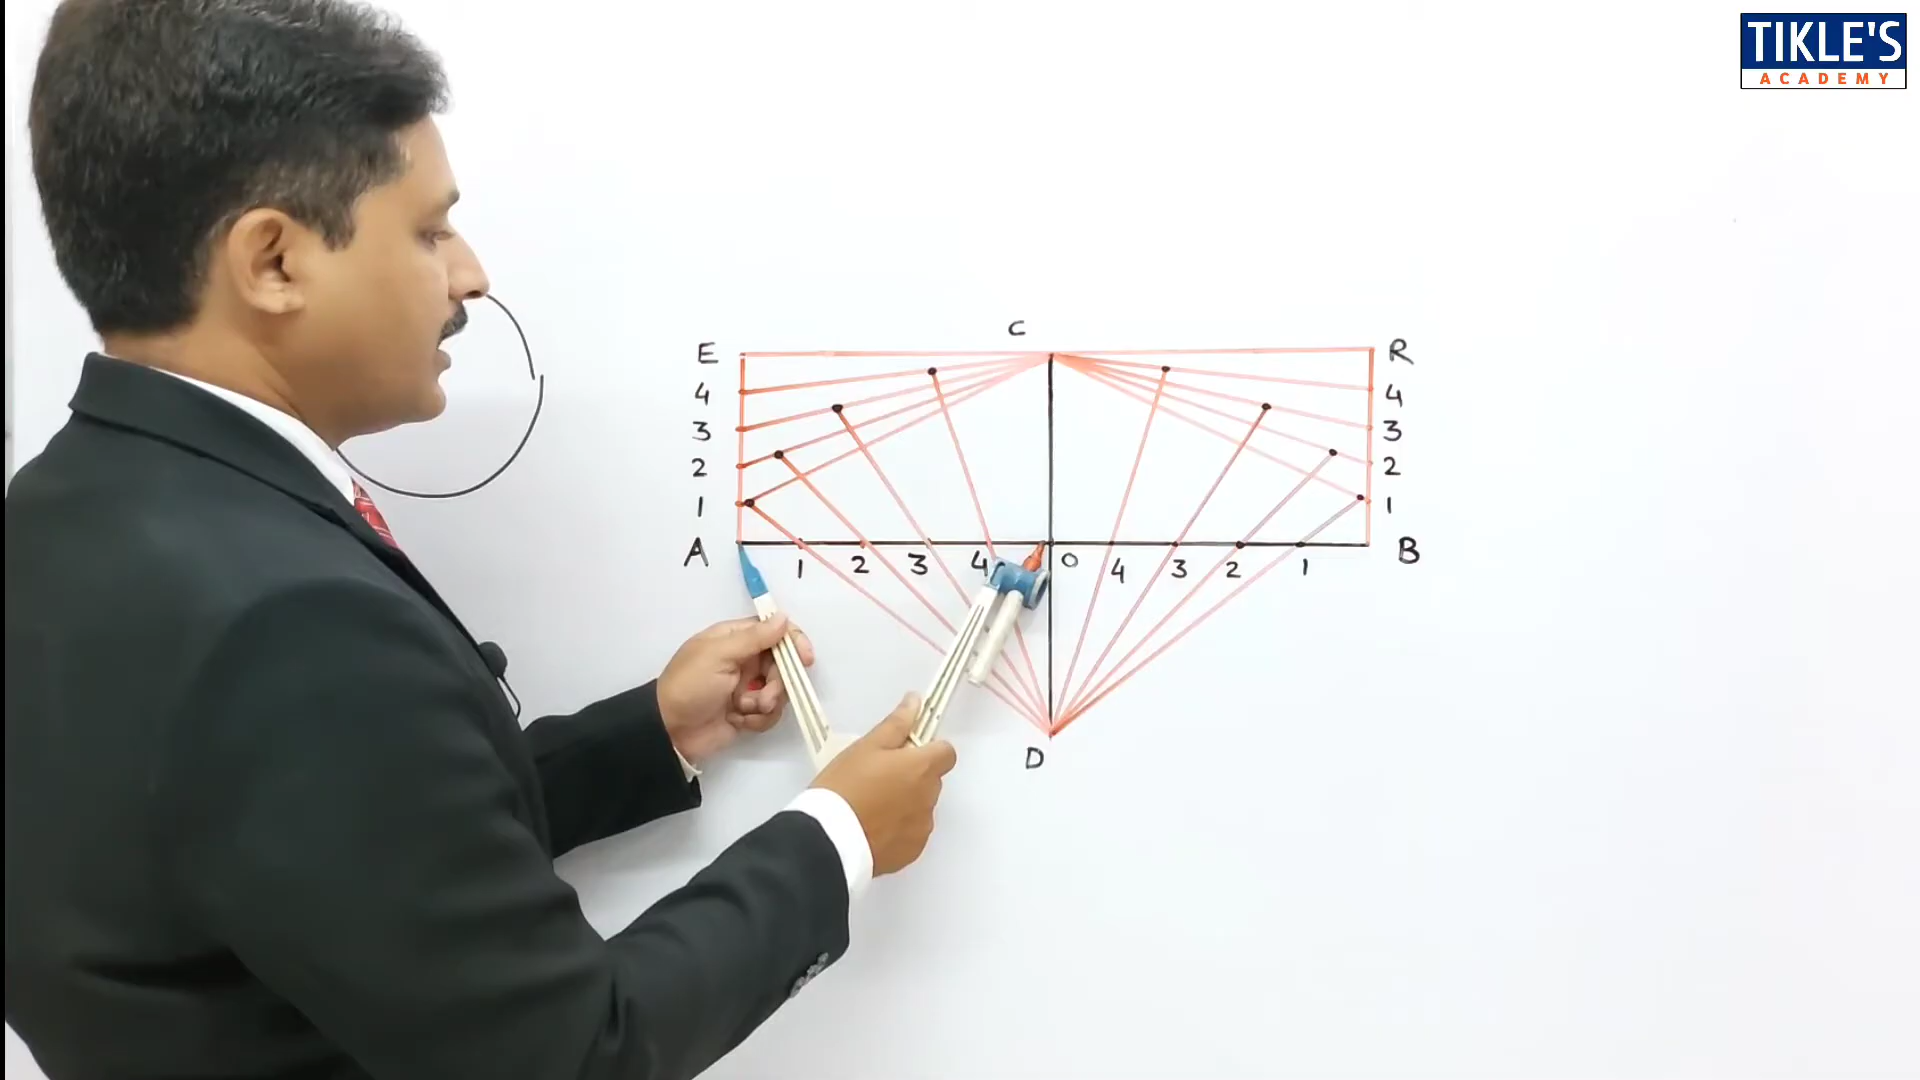 TIKLE'S
ACADEMY
C
E R
4 4
3 3
2 2
1 1
A B
1 2 3 4 0 4 3 2 1
D